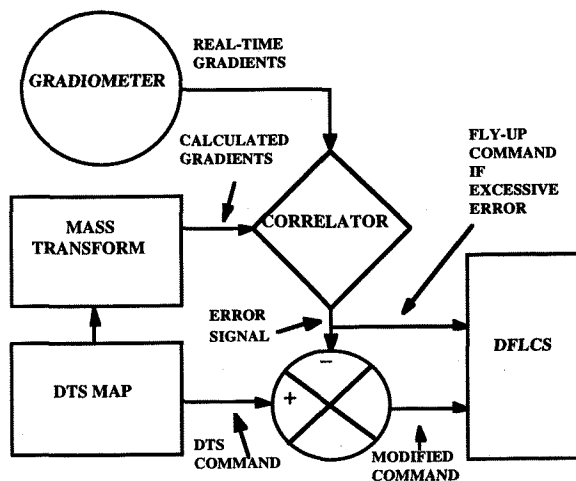 REAL-TIME
GRADIENTS
GRADIOMETER
CALCULATED
GRADIENTS
FLY-UP
COMMAND
IF
EXCESSIVE
ERROR
MASS
TRANSFORM
CORRELATOR
ERROR
SIGNAL
DFLCS
DTS MAP
−
+
DTS
COMMAND
MODIFIED
COMMAND